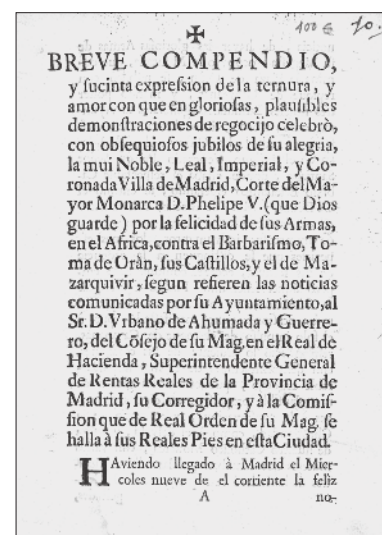 100 € 10.
✠
BREVE COMPENDIO,
y ſucinta expreſsion de la ternura, y
amor con que en glorioſas, plauſibles
demonſtraciones de regocijo celebrò,
con obſequioſos jubilos de ſu alegria,
la mui Noble, Leal, Imperial, y Co-
ronada Villa de Madrid, Corte del Ma-
yor Monarca D. Phelipe V. (que Dios
guarde) por la felicidad de ſus Armas,
en el Africa, contra el Barbariſmo, To-
ma de Oràn, ſus Caſtillos, y el de Ma-
zarquivir, ſegun refieren las noticias
comunicadas por ſu Ayuntamiento, al
Sr. D. Vrbano de Ahumada y Guerre-
ro, del Cõſejo de ſu Mag. en el Real de
Hacienda, Superintendente General
de Rentas Reales de la Provincia de
Madrid, ſu Corregidor, y à la Comiſ-
ſion que de Real Orden de ſu Mag. ſe
halla à ſus Reales Pies en eſta Ciudad.
HAviendo llegado à Madrid el Mier-
coles nueve de el corriente la feliz
A no-